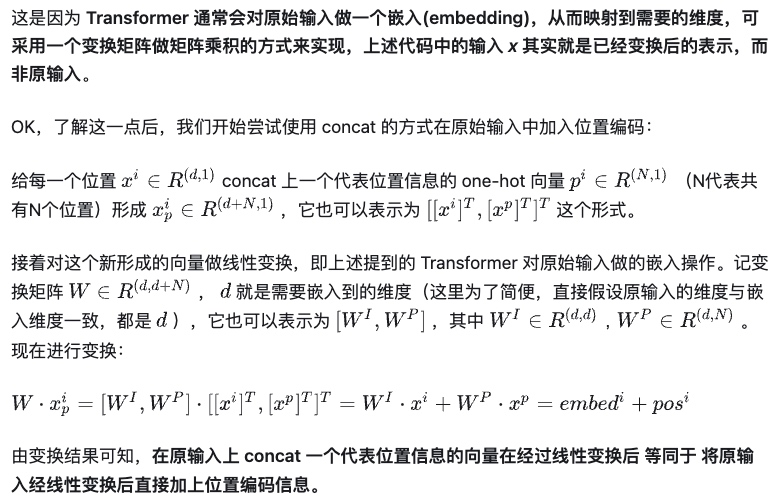 这是因为 Transformer 通常会对原始输入做一个嵌入(embedding)，从而映射到需要的维度，可
采用一个变换矩阵做矩阵乘积的方式来实现，上述代码中的输入 x 其实就是已经变换后的表示，而
非原输入。
OK，了解这一点后，我们开始尝试使用 concat 的方式在原始输入中加入位置编码：
给每一个位置 $x^i \in R^{(d,1)}$ concat 上一个代表位置信息的 one-hot 向量 $p^i \in R^{(N,1)}$ （N代表共
有N个位置）形成 $x_p^i \in R^{(d+N,1)}$ ，它也可以表示为 $[[x^i]^T, [x^p]^T]^T$ 这个形式。
接着对这个新形成的向量做线性变换，即上述提到的 Transformer 对原始输入做的嵌入操作。记变
换矩阵 $W \in R^{(d,d+N)}$ ， $d$ 就是需要嵌入到的维度（这里为了简便，直接假设原输入的维度与嵌
入维度一致，都是 $d$ ），它也可以表示为 $[W^I, W^P]$ ，其中 $W^I \in R^{(d,d)}$ , $W^P \in R^{(d,N)}$ 。
现在进行变换：
$W \cdot x_p^i = [W^I, W^P] \cdot [[x^i]^T, [x^p]^T]^T = W^I \cdot x^i + W^P \cdot x^p = embed^i + pos^i$
由变换结果可知，在原输入上 concat 一个代表位置信息的向量在经过线性变换后 等同于 将原输
入经线性变换后直接加上位置编码信息。